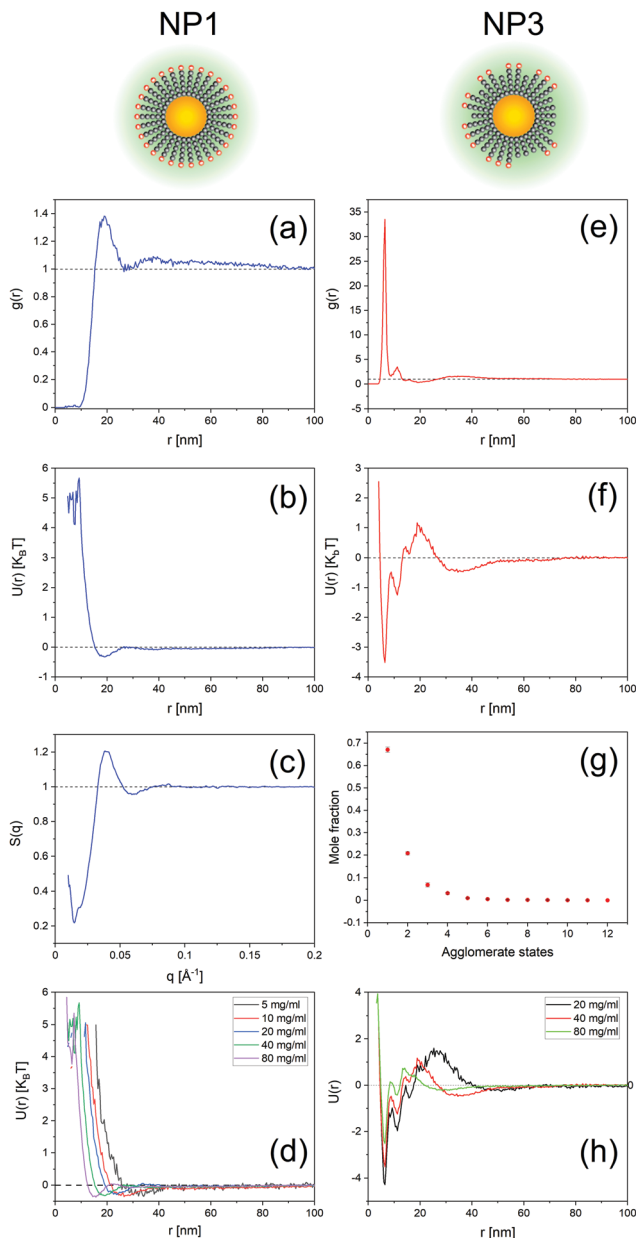 NP1
NP3
(a)
1.4
1.2
1.0
0.8
0.6
0.4
0.2
0
g(r)
0 20 40 60 80 100
r [nm]
(e)
35
30
25
20
15
10
5
0
-5
g(r)
0 20 40 60 80 100
r [nm]
(b)
6
5
4
3
2
1
0
-1
U(r) [KBT]
0 20 40 60 80 100
r [nm]
(f)
3
2
1
0
-1
-2
-3
-4
U(r) [KbT]
0 20 40 60 80 100
r [nm]
(c)
1.2
1.0
0.8
0.6
0.4
0.2
S(q)
0 0.05 0.1 0.15 0.2
q [Å-1]
(g)
0.7
0.6
0.5
0.4
0.3
0.2
0.1
0
-0.1
Mole fraction
0 2 4 6 8 10 12
Agglomerate states
(d)
5 mg/ml
10 mg/ml
20 mg/ml
40 mg/ml
80 mg/ml
6
5
4
3
2
1
0
U(r) [KBT]
0 20 40 60 80 100
r [nm]
(h)
20 mg/ml
40 mg/ml
80 mg/ml
4
2
0
-2
-4
0
U(r)
0 20 40 60 80 100
r [nm]